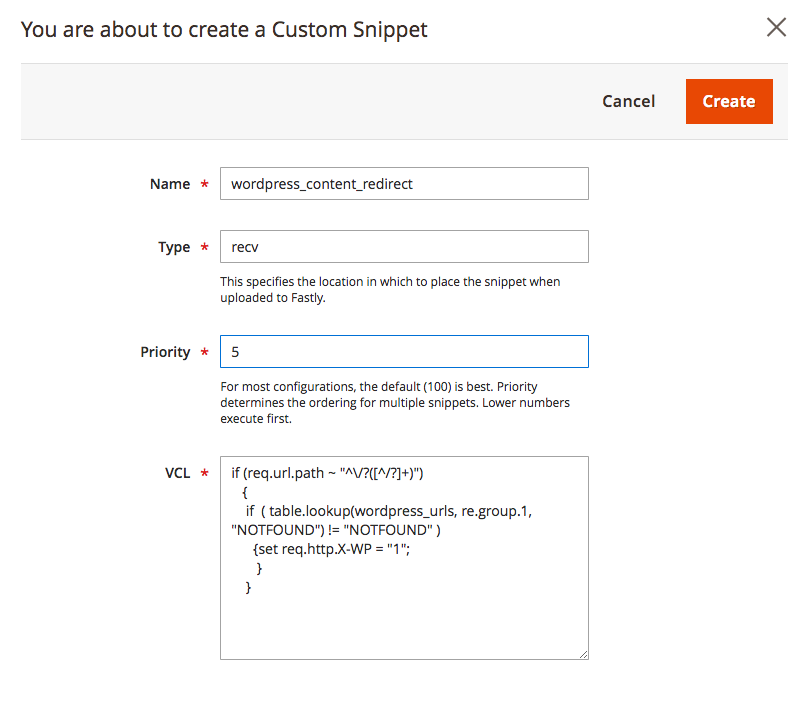 You are about to create a Custom Snippet
Cancel
Create
Name *
wordpress_content_redirect
Type *
recv
This specifies the location in which to place the snippet when
uploaded to Fastly.
Priority *
5
For most configurations, the default (100) is best. Priority
determines the ordering for multiple snippets. Lower numbers
execute first.
VCL *
if (req.url.path ~ "^\/?([^/?]+)")
{
if ( table.lookup(wordpress_urls, re.group.1,
"NOTFOUND") != "NOTFOUND" )
{set req.http.X-WP = "1";
}
}